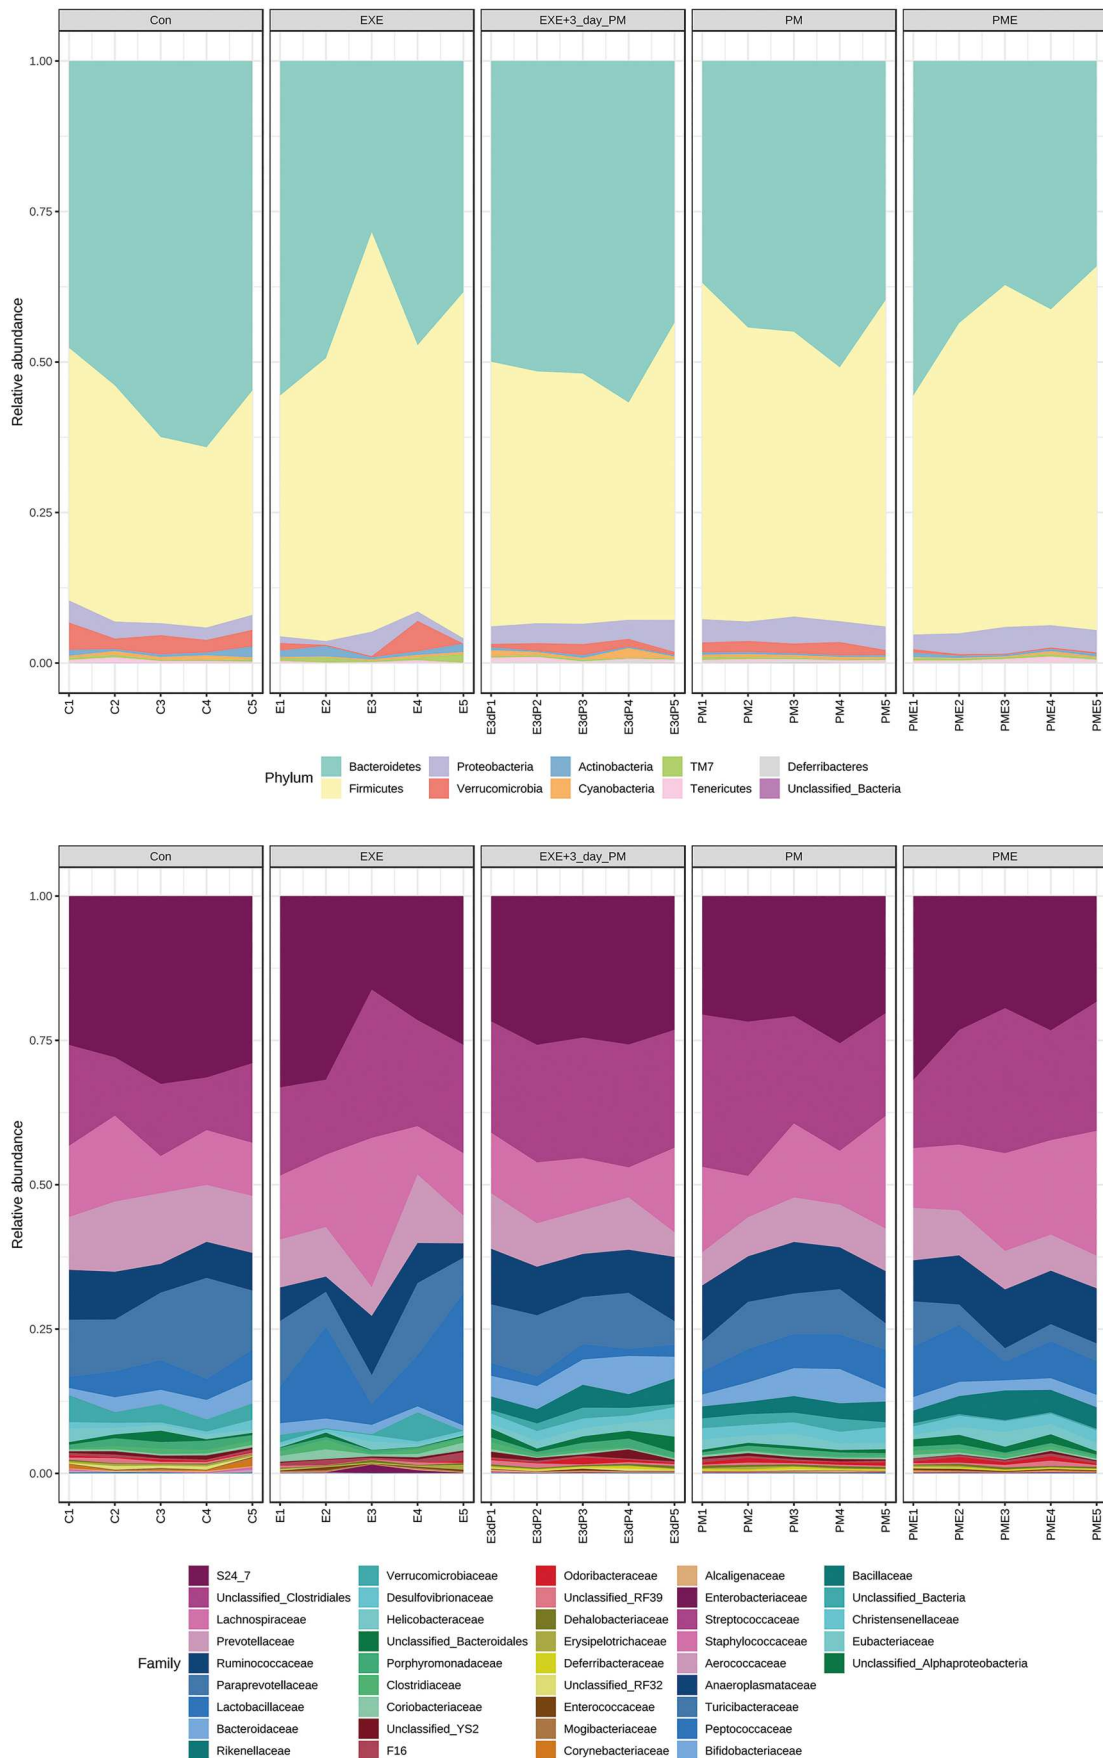 Con EXE EXE+3_day_PM PM PME
1.00
0.75
0.50
0.25
0.00
Relative abundance
C1 C2 C3 C4 C5 E1 E2 E3 E4 E5 E3dP1 E3dP2 E3dP3 E3dP4 E3dP5 PM1 PM2 PM3 PM4 PM5 PME1 PME2 PME3 PME4 PME5
Phylum
Bacteroidetes Proteobacteria Actinobacteria TM7 Deferribacteres
Firmicutes Verrucomicrobia Cyanobacteria Tenericutes Unclassified_Bacteria
Con EXE EXE+3_day_PM PM PME
1.00
0.75
0.50
0.25
0.00
Relative abundance
C1 C2 C3 C4 C5 E1 E2 E3 E4 E5 E3dP1 E3dP2 E3dP3 E3dP4 E3dP5 PM1 PM2 PM3 PM4 PM5 PME1 PME2 PME3 PME4 PME5
Family
S24_7 Verrucomicrobiaceae Odoribacteraceae Alcaligenaceae Bacillaceae
Unclassified_Clostridiales Desulfovibrionaceae Unclassified_RF39 Enterobacteriaceae Unclassified_Bacteria
Lachnospiraceae Helicobacteraceae Dehalobacteriaceae Streptococcaceae Christensenellaceae
Prevotellaceae Unclassified_Bacteroidales Erysipelotrichaceae Staphylococcaceae Eubacteriaceae
Ruminococcaceae Porphyromonadaceae Deferribacteraceae Aerococcaceae Unclassified_Alphaproteobacteria
Paraprevotellaceae Clostridiaceae Unclassified_RF32 Anaeroplasmataceae
Lactobacillaceae Coriobacteriaceae Enterococcaceae Turicibacteraceae
Bacteroidaceae Unclassified_YS2 Mogibacteriaceae Peptococcaceae
Rikenellaceae F16 Corynebacteriaceae Bifidobacteriaceae